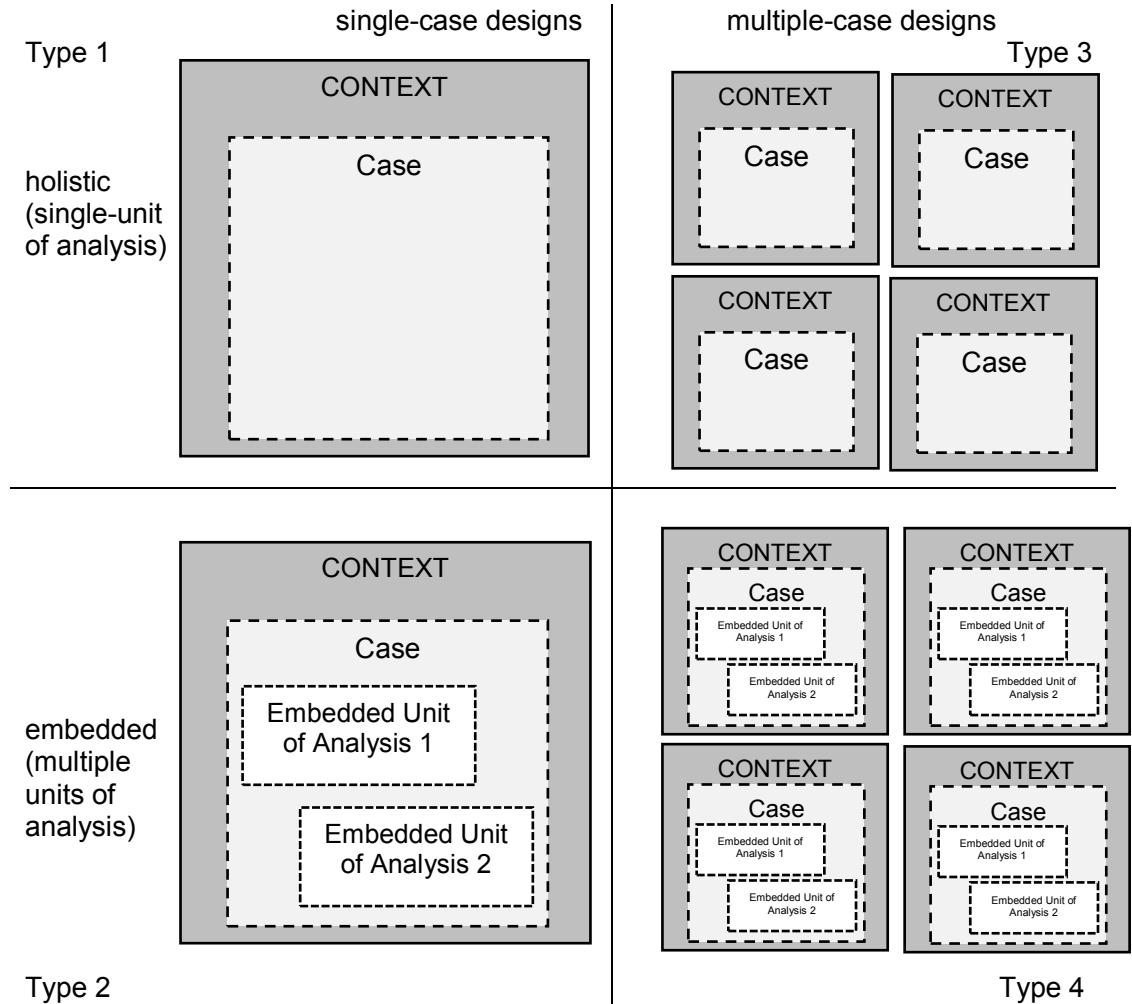 single-case designs
multiple-case designs
Type 1
Type 3
holistic
(single-unit
of analysis)
CONTEXT
Case
CONTEXT
Case
CONTEXT
Case
CONTEXT
Case
CONTEXT
Case
embedded
(multiple
units of
analysis)
CONTEXT
Case
Embedded Unit
of Analysis 1
Embedded Unit
of Analysis 2
CONTEXT
Case
Embedded Unit of
Analysis 1
Embedded Unit of
Analysis 2
CONTEXT
Case
Embedded Unit of
Analysis 1
Embedded Unit of
Analysis 2
CONTEXT
Case
Embedded Unit of
Analysis 1
Embedded Unit of
Analysis 2
CONTEXT
Case
Embedded Unit of
Analysis 1
Embedded Unit of
Analysis 2
Type 2
Type 4